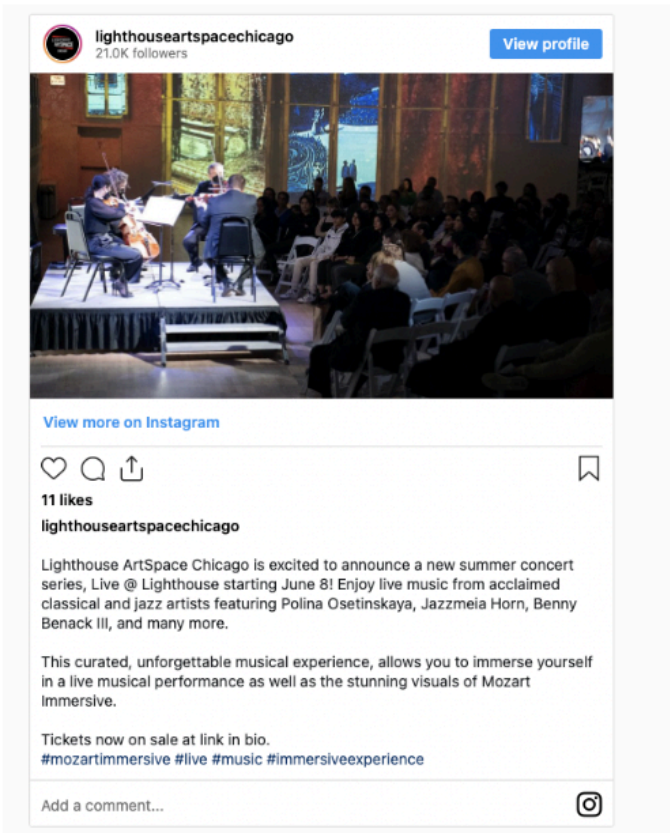 lighthouseartspacechicago
21.0K followers
View profile
View more on Instagram
11 likes
lighthouseartspacechicago
Lighthouse ArtSpace Chicago is excited to announce a new summer concert
series, Live @ Lighthouse starting June 8! Enjoy live music from acclaimed
classical and jazz artists featuring Polina Osetinskaya, Jazzmeia Horn, Benny
Benack III, and many more.
This curated, unforgettable musical experience, allows you to immerse yourself
in a live musical performance as well as the stunning visuals of Mozart
Immersive.
Tickets now on sale at link in bio.
#mozartimmersive #live #music #immersiveexperience
Add a comment...